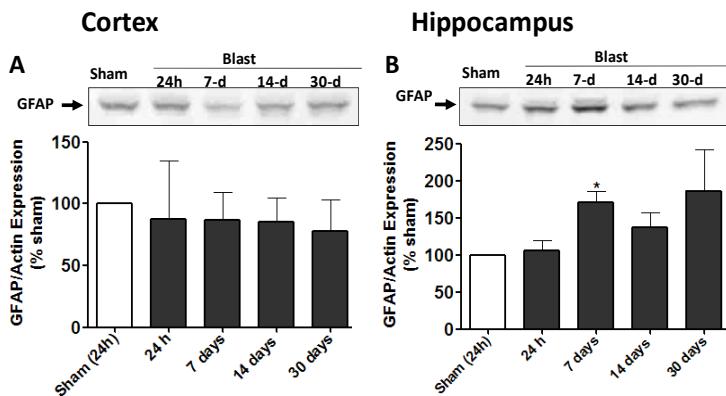 Cortex
Hippocampus
A
Sham
Blast
24h 7-d 14-d 30-d
GFAP
150
100
50
0
GFAP/Actin Expression
(% sham)
Sham (24h)
24 h
7 days
14 days
30 days
B
Sham
Blast
24h 7-d 14-d 30-d
GFAP
250
200
150
100
50
0
GFAP/Actin Expression
(% sham)
*
Sham (24h)
24 h
7 days
14 days
30 days